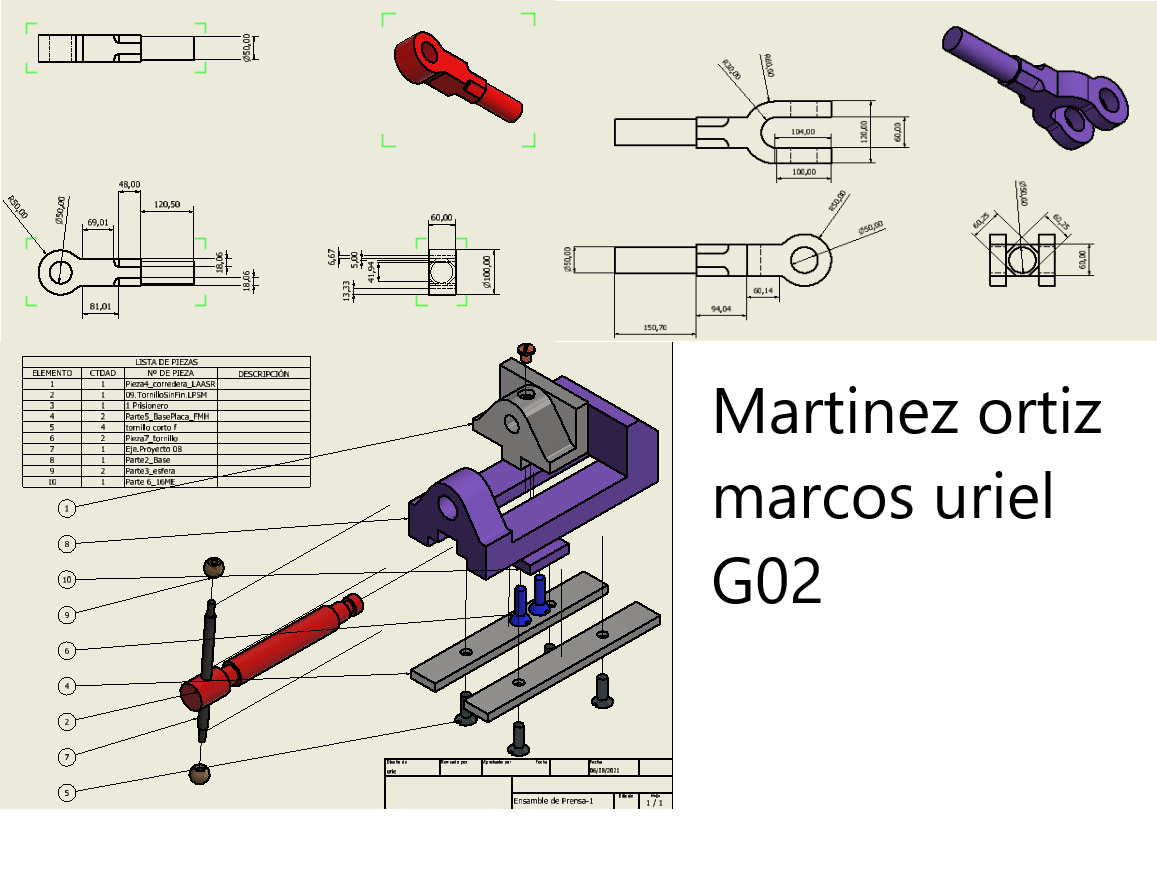 Ø50,00
R50,00
Ø50,00
48,00
120,50
69,01
18,06
18,06
81,01
60,00
6,67
5,00
41,94
13,33
Ø100,00
R30,00
R80,00
104,00
120,00
60,00
100,00
R50,00
Ø50,00
Ø50,00
60,14
94,04
150,70
Ø50,00
60,25
60,25
60,00
LISTA DE PIEZAS
ELEMENTO CTDAD Nº DE PIEZA DESCRIPCIÓN
1 1 Pieza4_corredera_LAASR
2 1 09.TornilloSinFin.LPSM
3 1 1 Prisionero
4 2 Parte5_BasePlaca_FMH
5 4 tornillo corto f
6 2 Pieza7_tornillo
7 1 Eje.Proyecto 08
8 1 Parte2_Base
9 2 Parte3_esfera
10 1 Parte 6_16ME
1
8
10
9
6
4
2
7
5
Diseño de Revisado por Aprobado por Fecha Fecha
06/08/2021
Ensamble de Prensa-1
Edición Hoja
1 / 1
Martinez ortiz
marcos uriel
G02